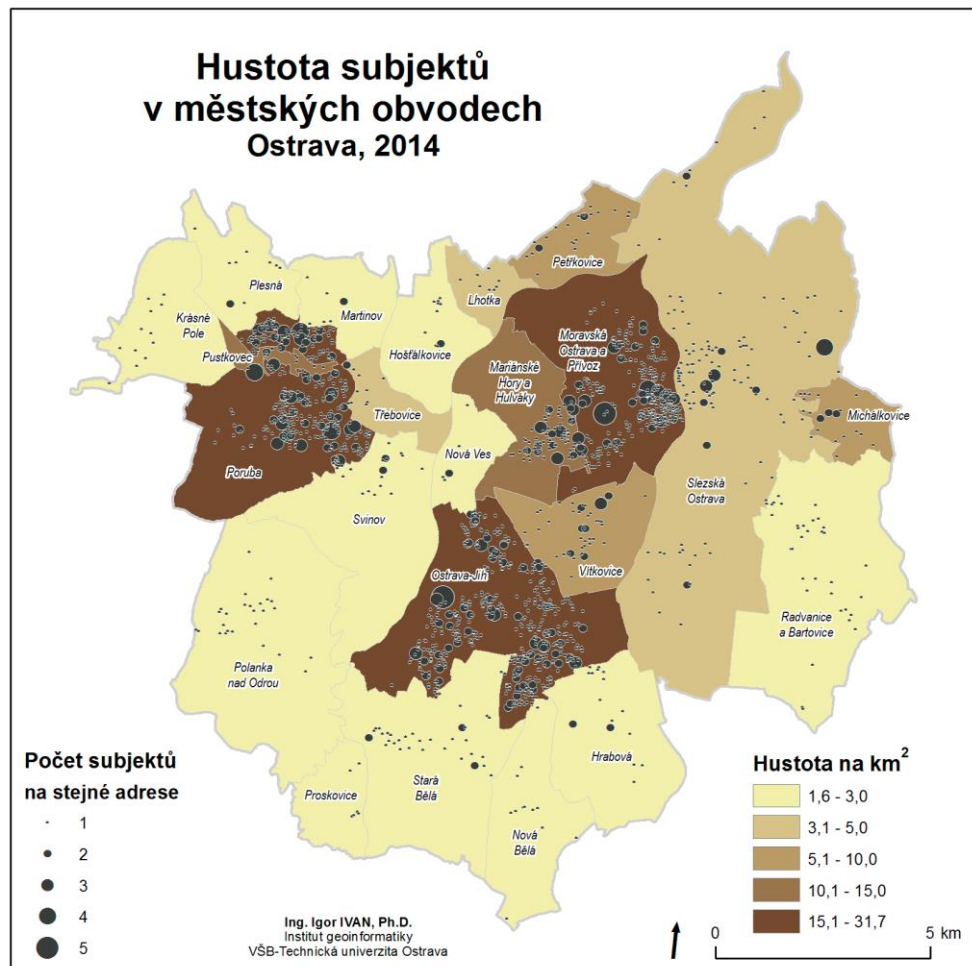 Hustota subjektů
v městských obvodech
Ostrava, 2014
Petřkovice
Plesná
Lhotka
Martinov
Krásné
Pole
Moravská
Ostrava a
Přívoz
Hošťálkovice
Pustkovec
Mariánské
Hory a
Hulváky
Třebovice
Michálkovice
Nová Ves
Poruba
Slezská
Ostrava
Svinov
Vítkovice
Ostrava-Jih
Radvanice
a Bartovice
Polanka
nad Odrou
Hrabová
Stará
Bělá
Proskovice
Nová
Bělá
Počet subjektů
na stejné adrese
1
2
3
4
5
Hustota na km²
1,6 - 3,0
3,1 - 5,0
5,1 - 10,0
10,1 - 15,0
15,1 - 31,7
Ing. Igor IVAN, Ph.D.
Institut geoinformatiky
VŠB-Technická univerzita Ostrava
0 5 km